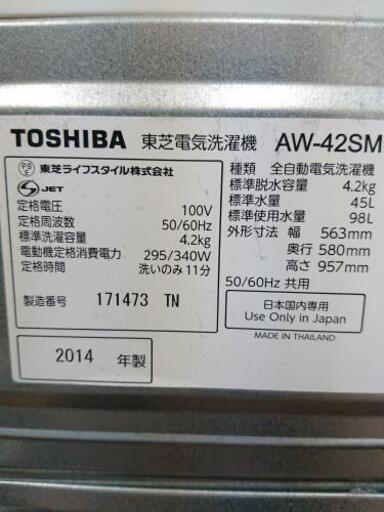 TOSHIBA 東芝電気洗濯機 AW-42SM
PSE
東芝ライフスタイル株式会社
S JET
定格電圧 100V
定格周波数 50/60Hz
標準洗濯容量 4.2kg
電動機定格消費電力 295/340W
定格時間 洗いのみ11分
製造番号 171473 TN
2014 年製
種類 全自動電気洗濯機
標準脱水容量 4.2kg
標準水量 45L
標準使用水量 98L
外形寸法 幅 563mm
奥行 580mm
高さ 957mm
50/60Hz 共用
日本国内専用
Use Only in Japan
MADE IN THAILAND